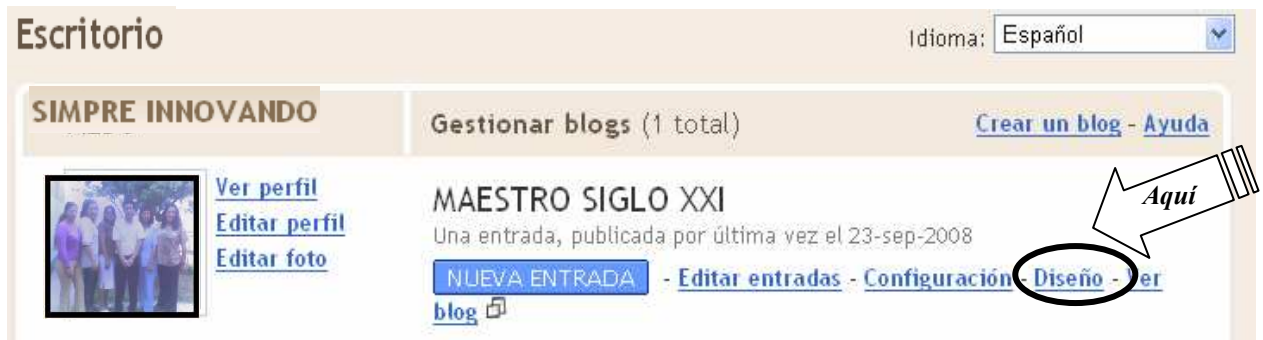 Escritorio
Idioma: Español
SIMPRE INNOVANDO
Gestionar blogs (1 total)
Crear un blog - Ayuda
Ver perfil
Editar perfil
Editar foto
MAESTRO SIGLO XXI
Una entrada, publicada por última vez el 23-sep-2008
Aquí
NUEVA ENTRADA - Editar entradas - Configuración - Diseño - Ver
blog